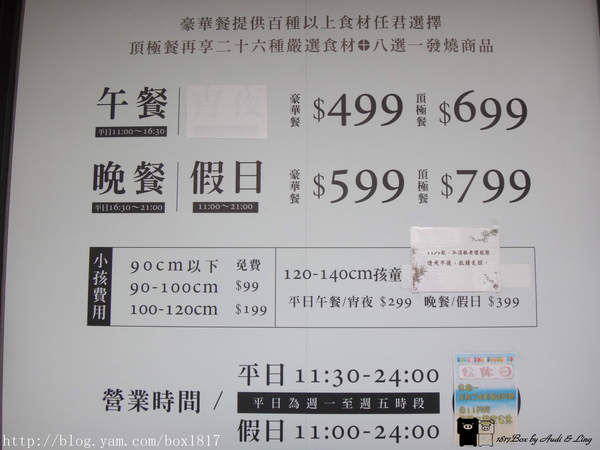 豪華餐提供百種以上食材任君選擇
頂極餐再享二十六種嚴選食材+八選一發燒商品
午餐 宵夜 豪華餐 $499 頂極餐 $699
平日11:00~16:30
晚餐 假日 豪華餐 $599 頂極餐 $799
平日16:30~21:00 11:00~21:00
小孩費用
90cm以下 免費
90-100cm $99
100-120cm $199
120-140cm孩童
平日午餐/宵夜 $299 晚餐/假日 $399
營業時間 /
平日 11:30-24:00
平日為週一至週五時段
假日 11:00-24:00
公休日
http://blog.yam.com/box1817
1817Box by Audi & Ling